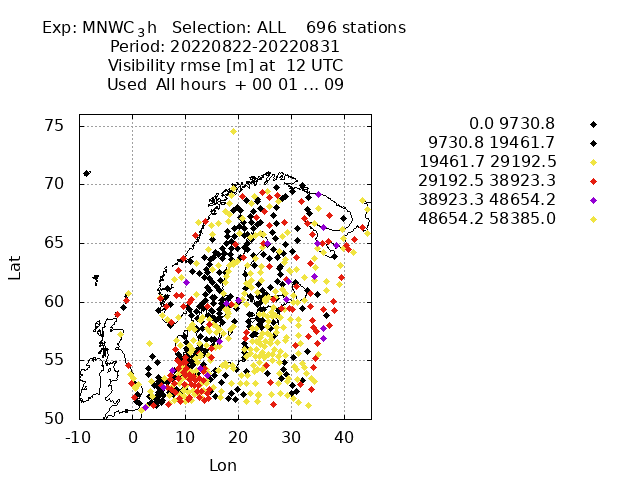 Exp: MNWC_3h Selection: ALL 696 stations
Period: 20220822-20220831
Visibility rmse [m] at 12 UTC
Used All hours + 00 01 ... 09
0.0 9730.8
9730.8 19461.7
19461.7 29192.5
29192.5 38923.3
38923.3 48654.2
48654.2 58385.0
75
70
65
60
55
50
Lat
-10 0 10 20 30 40
Lon